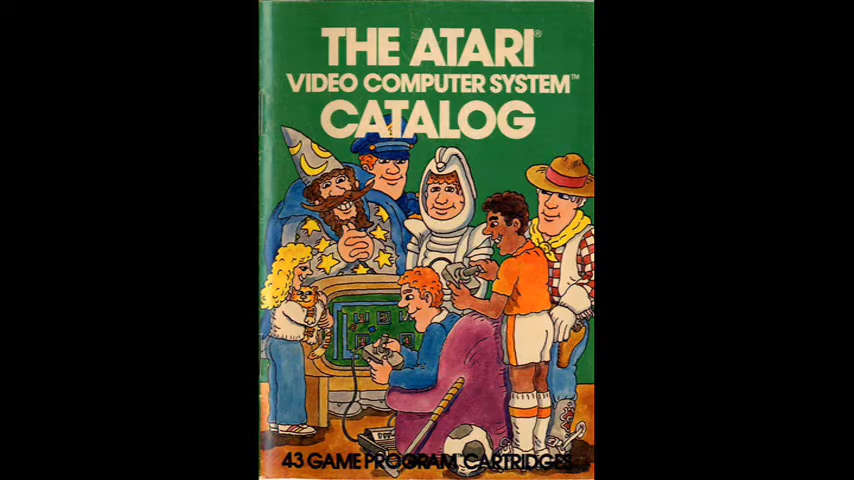 THE ATARI®
VIDEO COMPUTER SYSTEM™
CATALOG
43 GAME PROGRAM™ CARTRIDGES